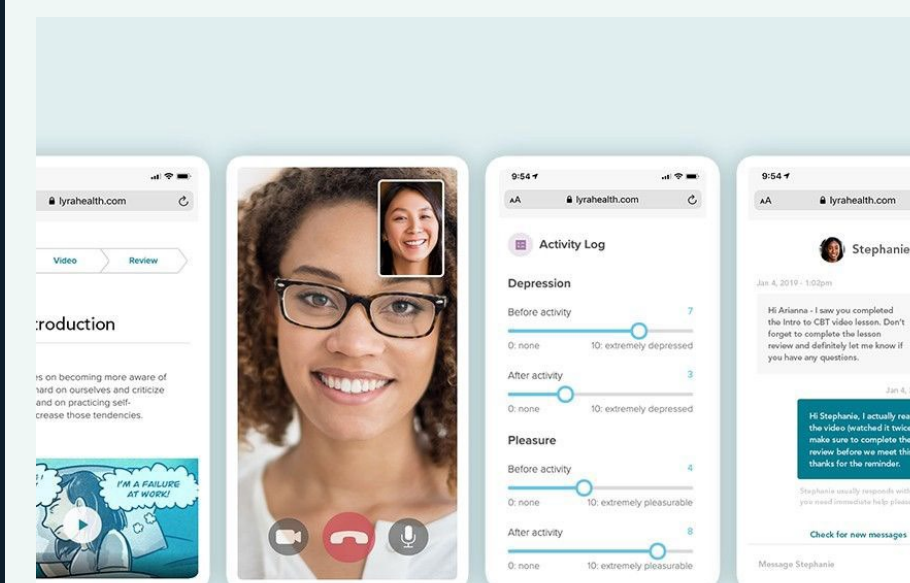 lyrahealth.com
Video
Review
troduction
es on becoming more aware of
hard on ourselves and criticize
and on practicing self-
crease those tendencies.
I'M A FAILURE
AT WORK!
9:54
AA
lyrahealth.com
Activity Log
Depression
Before activity
7
0: none
10: extremely depressed
After activity
3
0: none
10: extremely depressed
Pleasure
Before activity
4
0: none
10: extremely pleasurable
After activity
8
0: none
10: extremely pleasurable
9:54
AA
lyrahealth.com
Stephanie
Jan 4, 2019 - 1:02pm
Hi Arianna - I saw you completed
the Intro to CBT video lesson. Don't
forget to complete the lesson
review and definitely let me know if
you have any questions.
Jan 4,
Hi Stephanie, I actually rea
the video (watched it twice
make sure to complete the
review before we meet thi
thanks for the reminder.
Stephanie usually responds with
you need immediate help pleas
Check for new messages
Message Stephanie